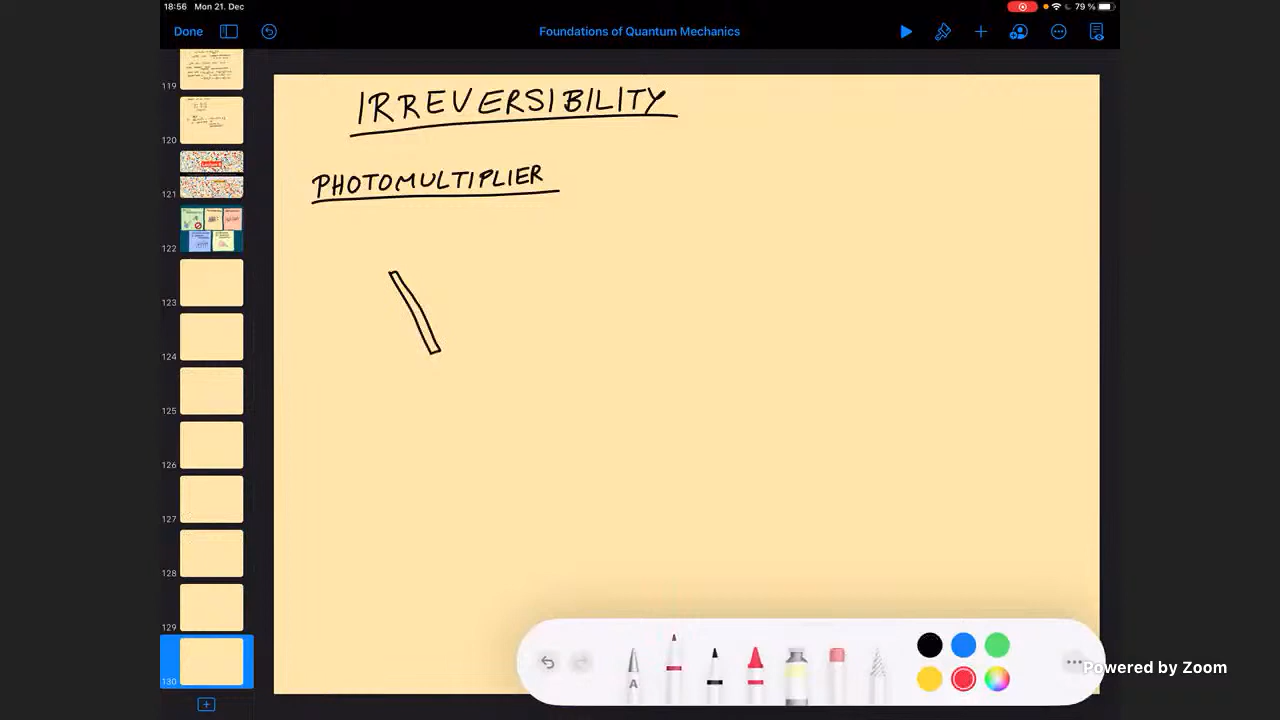 18:56 Mon 21. Dec
79 %
Done
Foundations of Quantum Mechanics
119
120
121
122
123
124
125
126
127
128
129
130
IRREVERSIBILITY
PHOTOMULTIPLIER
A
Powered by Zoom